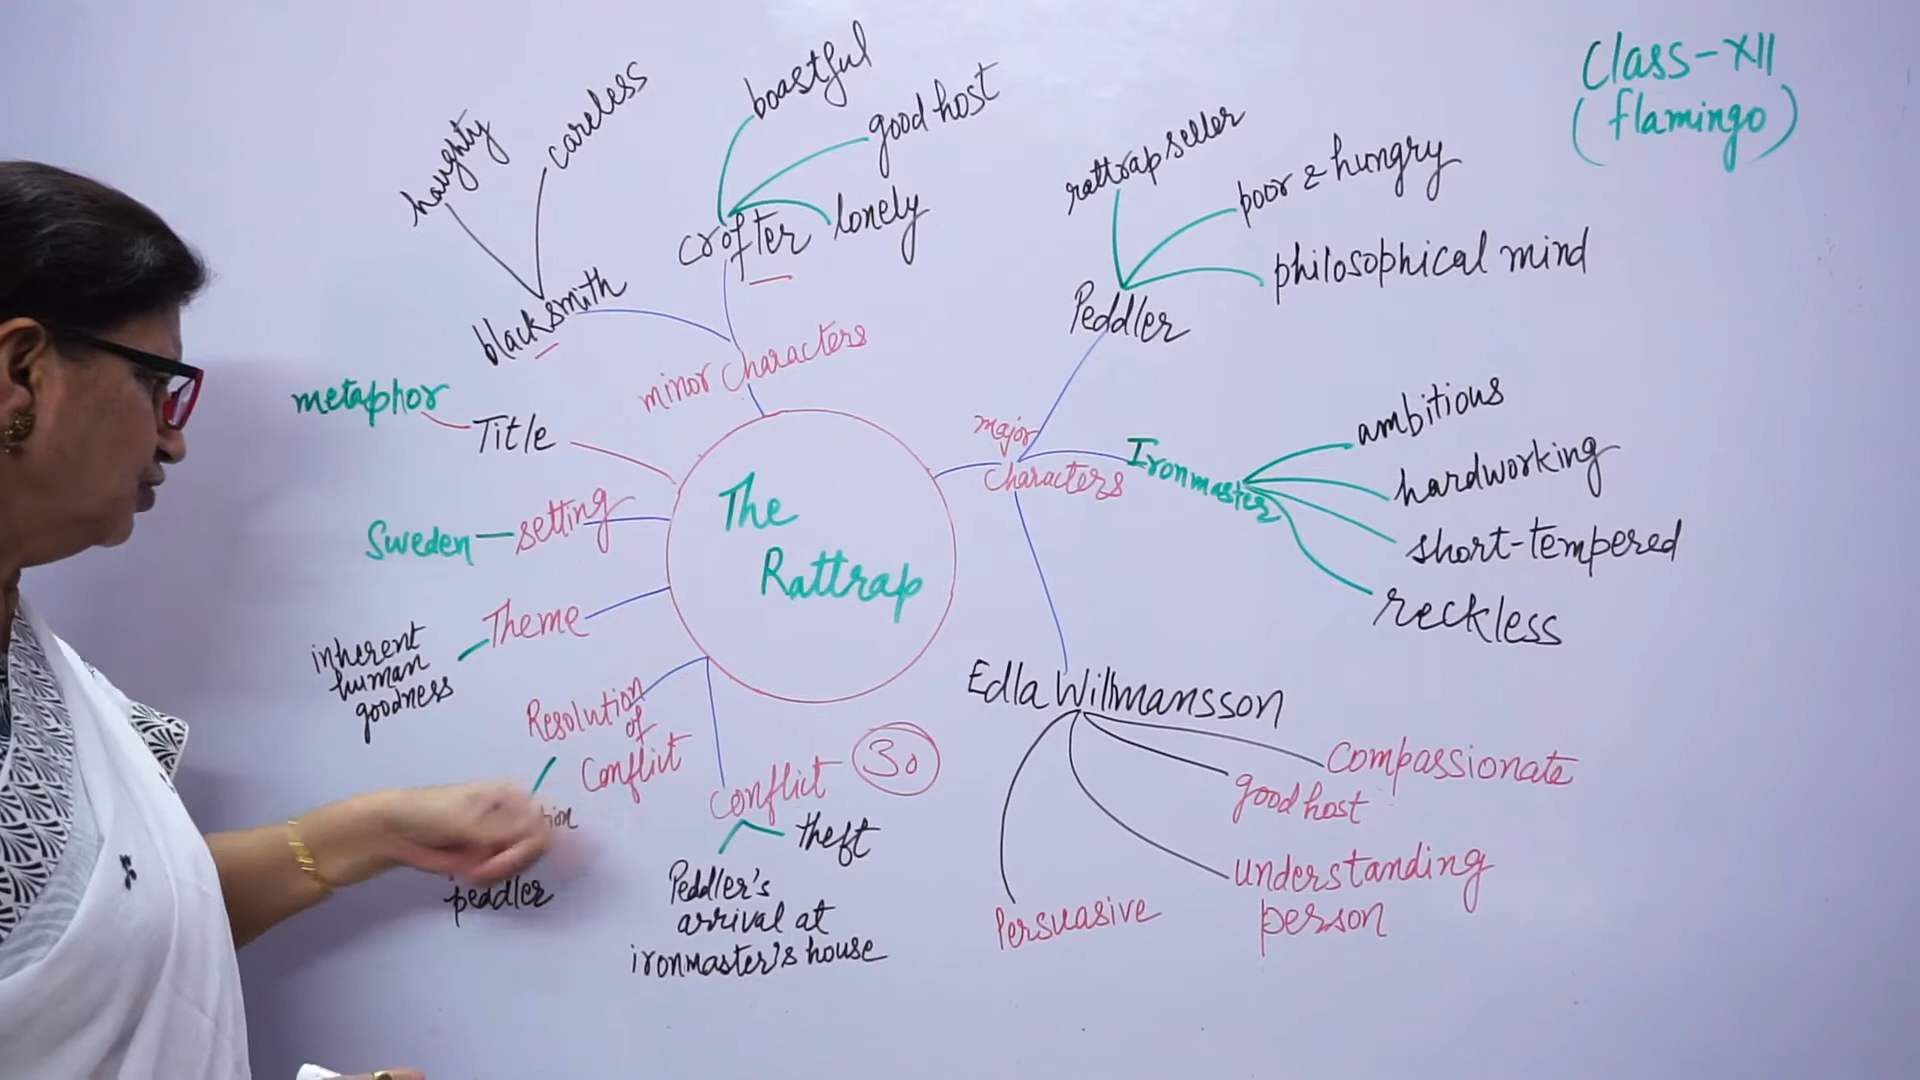 Class-XII
(flamingo)
The
Rattrap
minor characters
blacksmith
haughty
careless
crofter
boastful
good host
lonely
major
characters
Peddler
rattrap seller
poor & hungry
philosophical mind
Ironmaster
ambitious
hardworking
short-tempered
reckless
Edla Willmansson
Compassionate
good host
understanding
person
Persuasive
Conflict
30
theft
Peddler's
arrival at
ironmaster's house
Resolution
of
Conflict
peddler
Theme
inherent
human
goodness
setting
Sweden
Title
metaphor